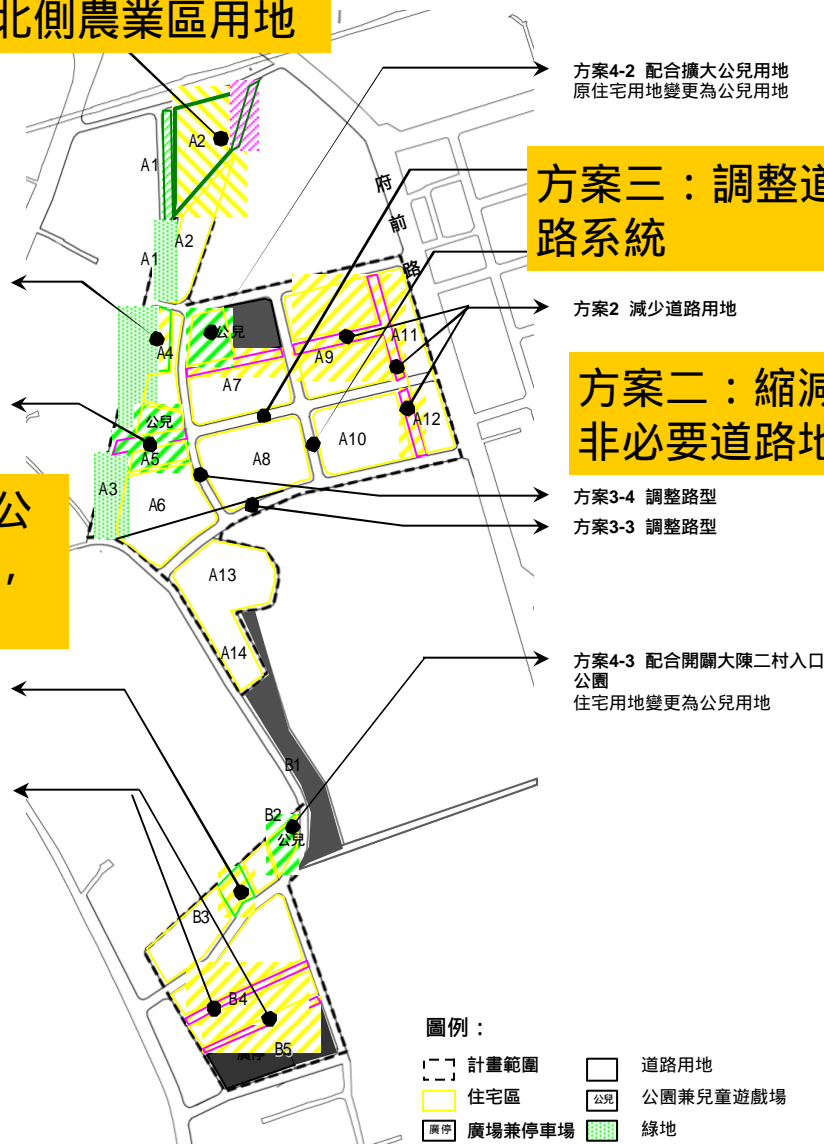 北側農業區用地
方案4-2 配合擴大公兒用地
原住宅用地變更為公兒用地
方案三：調整道
路系統
方案2 減少道路用地
方案二：縮減
非必要道路地
方案3-4 調整路型
方案3-3 調整路型
公
，
方案4-3 配合開闢大陳二村入口
公園
住宅用地變更為公兒用地
府
前
路
A2
A1
A2
A1
公兒
A4
A11
A9
A7
公兒
A12
A10
A5
A8
A3
A6
A13
A14
B1
B2
公兒
B3
B4
B5
廣停
圖例：
計畫範圍
道路用地
住宅區
公兒 公園兼兒童遊戲場
廣停 廣場兼停車場
綠地